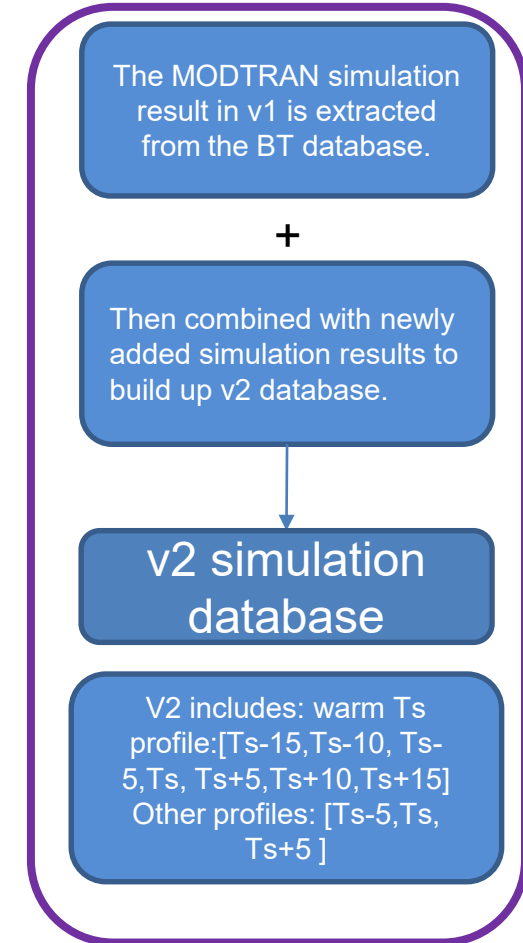 The MODTRAN simulation
result in v1 is extracted
from the BT database.
+
Then combined with newly
added simulation results to
build up v2 database.
v2 simulation
database
V2 includes: warm Ts
profile:[Ts-15,Ts-10, Ts-
5,Ts, Ts+5,Ts+10,Ts+15]
Other profiles: [Ts-5,Ts,
Ts+5 ]